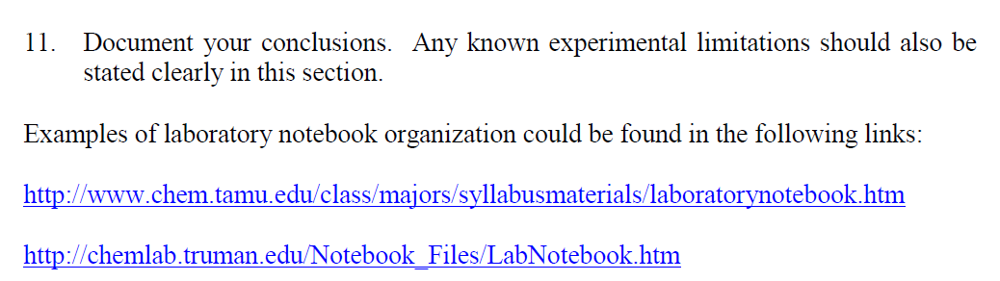 11. Document your conclusions. Any known experimental limitations should also be
stated clearly in this section.
Examples of laboratory notebook organization could be found in the following links:
http://www.chem.tamu.edu/class/majors/syllabusmaterials/laboratorynotebook.htm
http://chemlab.truman.edu/Notebook_Files/LabNotebook.htm